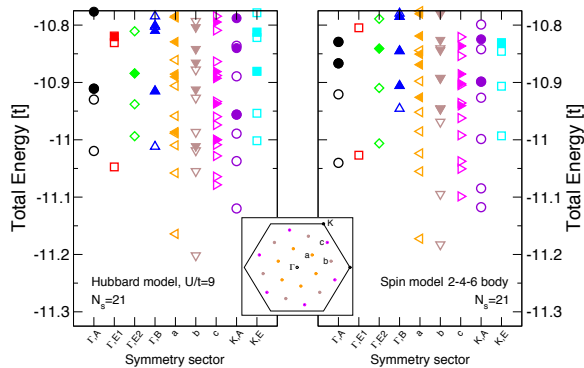 -10.8
-10.9
-11
-11.1
-11.2
-11.3
Total Energy [t]
Hubbard model, U/t=9
N_s=21
Γ,A
Γ,E1
Γ,E2
Γ,B
a
b
c
K,A
K,E
Symmetry sector
K
c
a
b
Γ
-10.8
-10.9
-11
-11.1
-11.2
-11.3
Total Energy [t]
Spin model 2-4-6 body
N_s=21
Γ,A
Γ,E1
Γ,E2
Γ,B
a
b
c
K,A
K,E
Symmetry sector